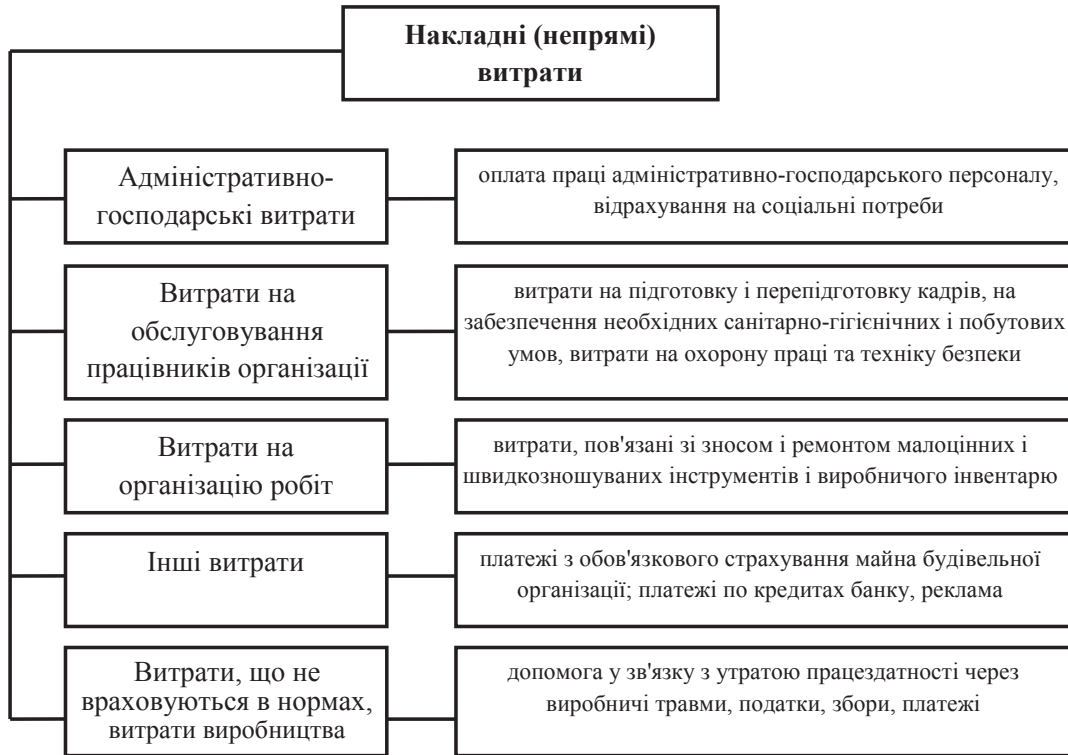 Накладні (непрямі)
витрати
Адміністративно-
господарські витрати
оплата праці адміністративно-господарського персоналу,
відрахування на соціальні потреби
Витрати на
обслуговування
працівників організації
витрати на підготовку і перепідготовку кадрів, на
забезпечення необхідних санітарно-гігієнічних і побутових
умов, витрати на охорону праці та техніку безпеки
Витрати на
організацію робіт
витрати, пов'язані зі зносом і ремонтом малоцінних і
швидкозношуваних інструментів і виробничого інвентарю
Інші витрати
платежі з обов'язкового страхування майна будівельної
організації; платежі по кредитах банку, реклама
Витрати, що не
враховуються в нормах,
витрати виробництва
допомога у зв'язку з утратою працездатності через
виробничі травми, податки, збори, платежі